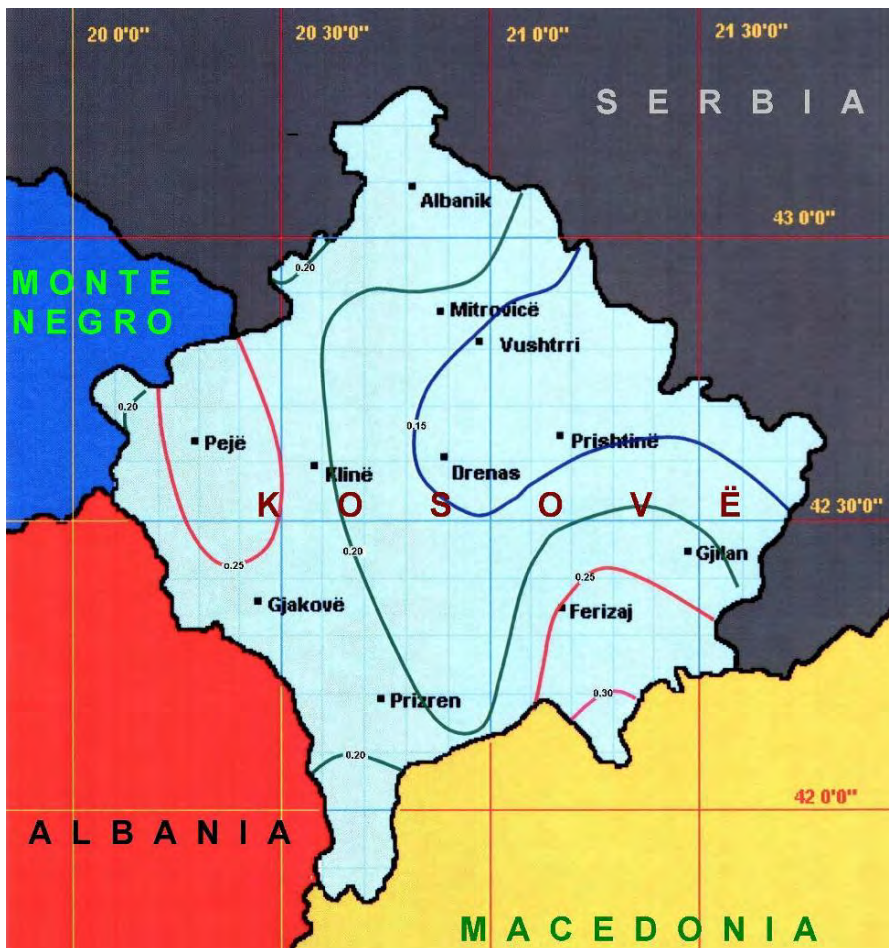 20 0'0"
20 30'0"
21 0'0"
21 30'0"
S E R B I A
Albanik
43 0'0"
0.20
MONTE
NEGRO
Mitrovicë
Vushtrri
0.20
0.15
Pejë
Prishtinë
Klinë
Drenas
K O S O V Ë
42 30'0"
0.20
Gjilan
0.25
0.25
Gjakovë
Ferizaj
0.30
Prizren
0.20
42 0'0"
A L B A N I A
M A C E D O N I A